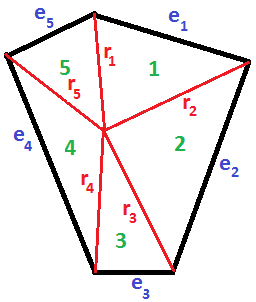 e₅
e₁
r₁
5
1
r₅
r₂
e₄
4
2
e₂
r₄
r₃
3
e₃